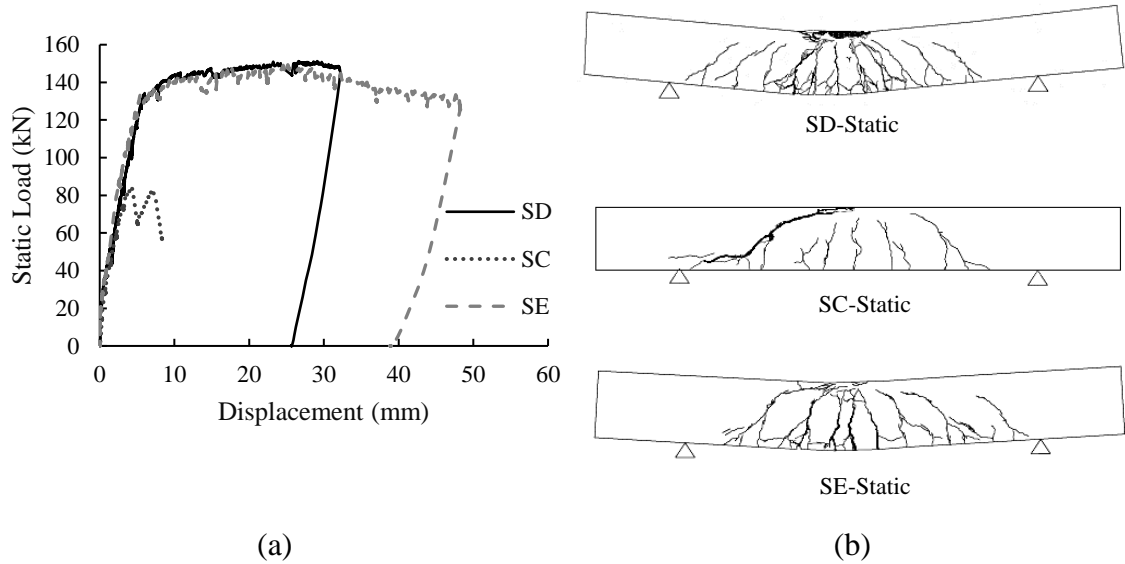 160
140
120
100
80
60
40
20
0
Static Load (kN)
0 10 20 30 40 50 60
Displacement (mm)
SD
SC
SE
(a)
SD-Static
SC-Static
SE-Static
(b)